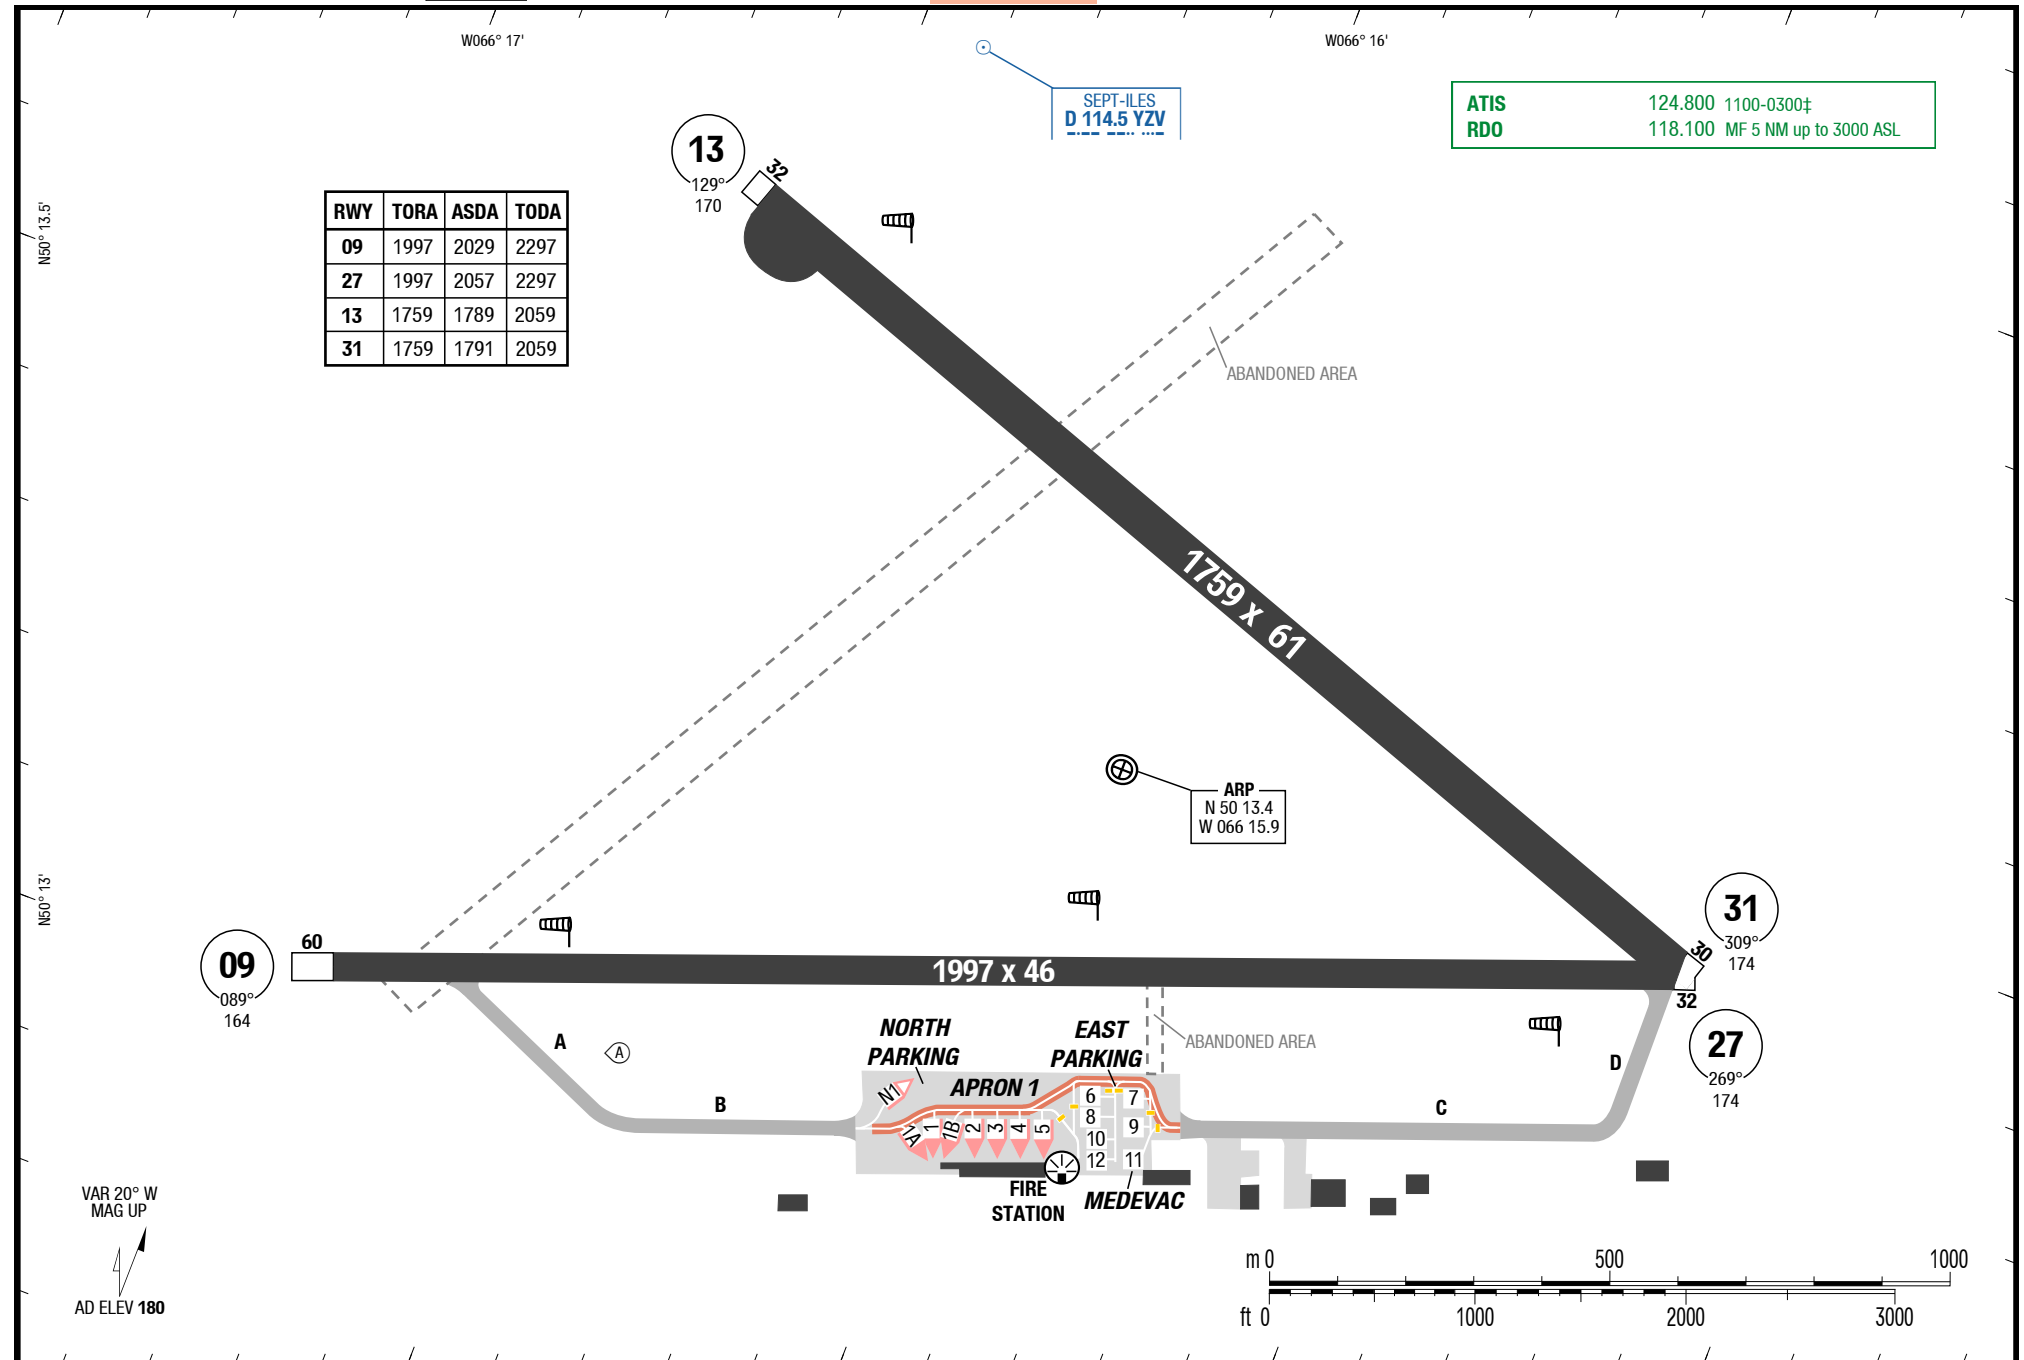 W066° 17'
W066° 16'
SEPT-ILES
D 114.5 YZV
ATIS 124.800 1100-0300‡
RDO 118.100 MF 5 NM up to 3000 ASL
13
129°
170
32
RWY TORA ASDA TODA
09 1997 2029 2297
27 1997 2057 2297
13 1759 1789 2059
31 1759 1791 2059
N50° 13.5'
ABANDONED AREA
1759 x 61
ARP
N 50 13.4
W 066 15.9
N50° 13'
31
309°
174
30
09
089°
164
60
1997 x 46
32
27
269°
174
A
A
B
NORTH
PARKING
EAST
PARKING
ABANDONED AREA
D
C
APRON 1
N1
1A
1
1B
2
3
4
5
6
7
8
9
10
11
12
FIRE
STATION
MEDEVAC
VAR 20° W
MAG UP
AD ELEV 180
m 0 500 1000
ft 0 1000 2000 3000